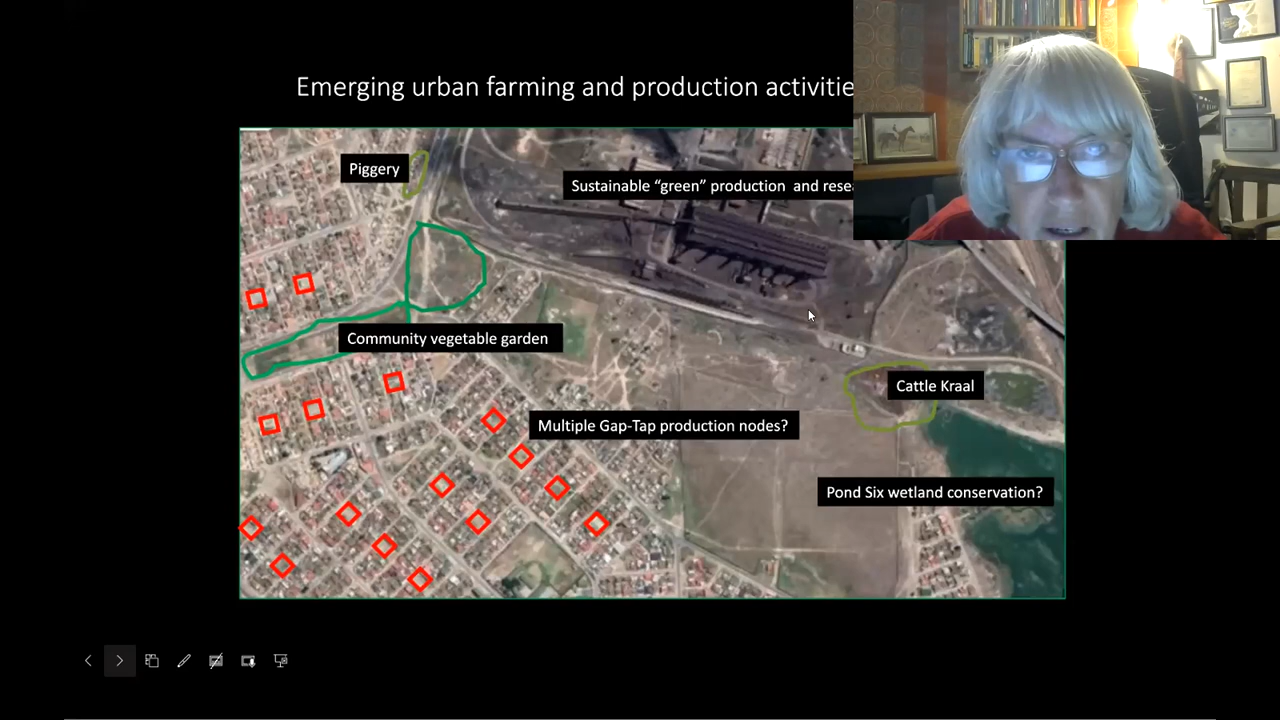 Emerging urban farming and production activitie
Piggery
Sustainable “green” production and resea
Community vegetable garden
Cattle Kraal
Multiple Gap-Tap production nodes?
Pond Six wetland conservation?